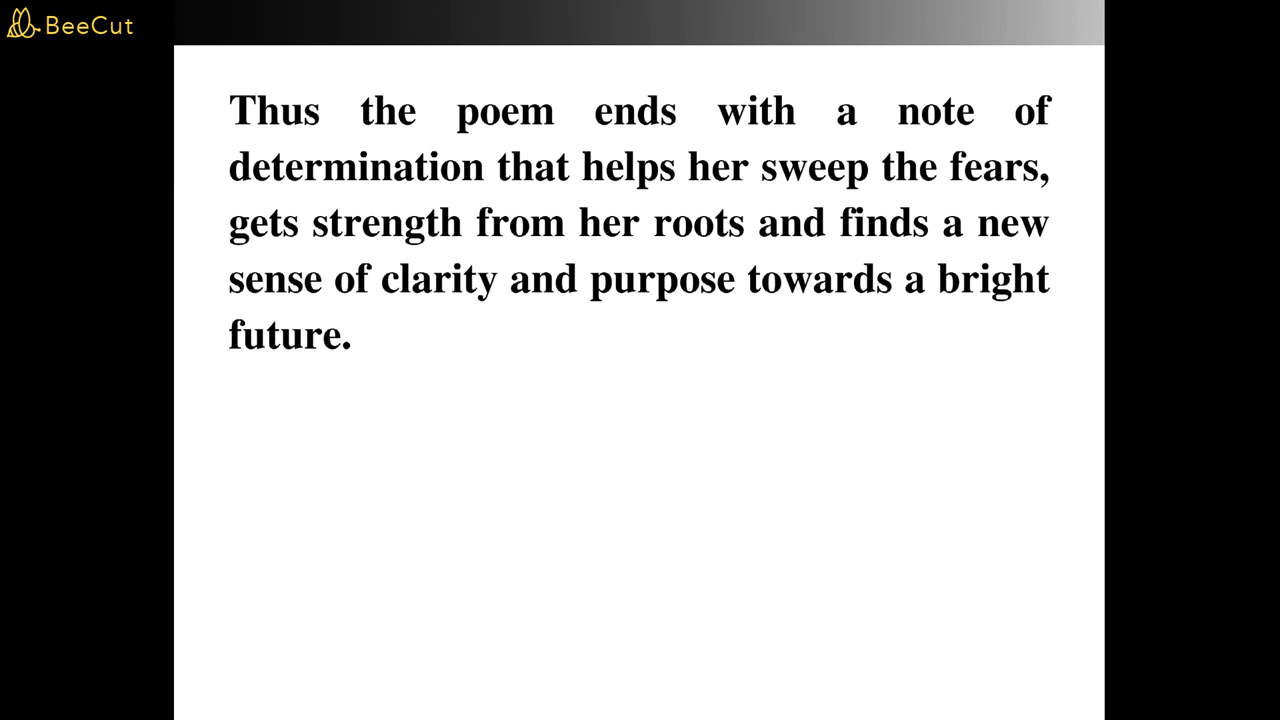 BeeCut
Thus the poem ends with a note of
determination that helps her sweep the fears,
gets strength from her roots and finds a new
sense of clarity and purpose towards a bright
future.